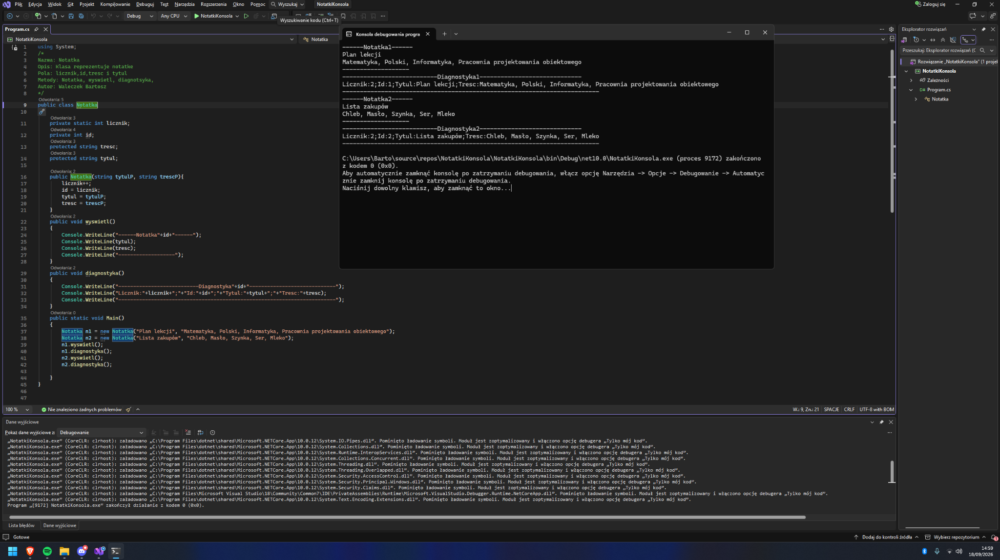 Plik Edycja Widok Git Projekt Kompilowanie Debuguj Test Narzędzia Analiza Rozszerzenia Okno Pomoc Wyszukaj NotatkiKonsola Zaloguj się
Debug Any CPU NotatkiKonsola
Wyszukiwanie kodu (Ctrl+T)
Program.cs
NotatkiKonsola Notatka
1 using System;
2 /*
3 Nazwa: Notatka
4 Opis: Klasa reprezentuje notatke
5 Pola: licznik,id,tresc i tytul
6 Metody: Notatka, wyswietl, diagnotsyka,
7 Autor: Waleczek Bartosz
8 */
Odwołania: 5
9 public class Notatka
10 {
Odwołania: 3
11 private static int licznik;
Odwołania: 4
12 private int id;
Odwołania: 3
13 protected string tresc;
Odwołania: 3
14 protected string tytul;
15
Odwołania: 2
16 public Notatka(string tytulP, string trescP){
17 licznik++;
18 id = licznik;
19 tytul = tytulP;
20 tresc = trescP;
21 }
Odwołania: 2
22 public void wyswietl()
23 {
24 Console.WriteLine("------Notatka"+id+"------");
25 Console.WriteLine(tytul);
26 Console.WriteLine(tresc);
27 Console.WriteLine("-------------------");
28 }
Odwołania: 2
29 public void diagnostyka()
30 {
31 Console.WriteLine("---------------------------Diagnostyka"+id+"-----------------------------");
32 Console.WriteLine("Licznik:"+licznik+";"+"Id:"+id+";"+"Tytul:"+tytul+";"+"Tresc:"+tresc);
33 Console.WriteLine("-------------------------------------------------------------------------");
34 }
Odwołania: 0
35 public static void Main()
36 {
37 Notatka n1 = new Notatka("Plan lekcji", "Matematyka, Polski, Informatyka, Pracownia projektowania obiektowego");
38 Notatka n2 = new Notatka("Lista zakupów", "Chleb, Masło, Szynka, Ser, Mleko");
39 n1.wyswietl();
40 n1.diagnostyka();
41 n2.wyswietl();
42 n2.diagnostyka();
43
44 }
45 }
46
47
100 % Nie znaleziono żadnych problemów W.: 9, Zn.: 21 SPACJE CRLF UTF-8 with BOM
Konsola debugowania progra
------Notatka1------
Plan lekcji
Matematyka, Polski, Informatyka, Pracownia projektowania obiektowego
------------------
--------------------------Diagnostyka1----------------------------
Licznik:2;Id:1;Tytul:Plan lekcji;Tresc:Matematyka, Polski, Informatyka, Pracownia projektowania obiektowego
---------------------------------------------------------------------
------Notatka2------
Lista zakupów
Chleb, Masło, Szynka, Ser, Mleko
------------------
--------------------------Diagnostyka2----------------------------
Licznik:2;Id:2;Tytul:Lista zakupów;Tresc:Chleb, Masło, Szynka, Ser, Mleko
---------------------------------------------------------------------
C:\Users\Barto\source\repos\NotatkiKonsola\NotatkiKonsola\bin\Debug\net10.0\NotatkiKonsola.exe (proces 9172) zakończono
z kodem 0 (0x0).
Aby automatycznie zamknąć konsolę po zatrzymaniu debugowania, włącz opcję Narzędzia -> Opcje -> Debugowanie -> Automatyc
znie zamknij konsolę po zatrzymaniu debugowania.
Naciśnij dowolny klawisz, aby zamknąć to okno...
Eksplorator rozwiązań
Przeszukaj: Eksplorator rozwiązań (C
Rozwiązanie „NotatkiKonsola" (1 projek
NotatkiKonsola
Zależności
C# Program.cs
Notatka
Dane wyjściowe
Pokaż dane wyjściowe z: Debugowanie
„NotatkiKonsola.exe" (CoreCLR: clrhost): załadowano „C:\Program Files\dotnet\shared\Microsoft.NETCore.App\10.0.12\System.IO.Pipes.dll". Pominięto ładowanie symboli. Moduł jest zoptymalizowany i włączono opcję debugera „Tylko mój kod".
„NotatkiKonsola.exe" (CoreCLR: clrhost): załadowano „C:\Program Files\dotnet\shared\Microsoft.NETCore.App\10.0.12\System.Collections.dll". Pominięto ładowanie symboli. Moduł jest zoptymalizowany i włączono opcję debugera „Tylko mój kod".
„NotatkiKonsola.exe" (CoreCLR: clrhost): załadowano „C:\Program Files\dotnet\shared\Microsoft.NETCore.App\10.0.12\System.Runtime.InteropServices.dll". Pominięto ładowanie symboli. Moduł jest zoptymalizowany i włączono opcję debugera „Tylko mój kod".
„NotatkiKonsola.exe" (CoreCLR: clrhost): załadowano „C:\Program Files\dotnet\shared\Microsoft.NETCore.App\10.0.12\System.Collections.Concurrent.dll". Pominięto ładowanie symboli. Moduł jest zoptymalizowany i włączono opcję debugera „Tylko mój kod".
„NotatkiKonsola.exe" (CoreCLR: clrhost): załadowano „C:\Program Files\dotnet\shared\Microsoft.NETCore.App\10.0.12\System.Threading.dll". Pominięto ładowanie symboli. Moduł jest zoptymalizowany i włączono opcję debugera „Tylko mój kod".
„NotatkiKonsola.exe" (CoreCLR: clrhost): załadowano „C:\Program Files\dotnet\shared\Microsoft.NETCore.App\10.0.12\System.Threading.Overlapped.dll". Pominięto ładowanie symboli. Moduł jest zoptymalizowany i włączono opcję debugera „Tylko mój kod".
„NotatkiKonsola.exe" (CoreCLR: clrhost): załadowano „C:\Program Files\dotnet\shared\Microsoft.NETCore.App\10.0.12\System.Security.AccessControl.dll". Pominięto ładowanie symboli. Moduł jest zoptymalizowany i włączono opcję debugera „Tylko mój kod".
„NotatkiKonsola.exe" (CoreCLR: clrhost): załadowano „C:\Program Files\dotnet\shared\Microsoft.NETCore.App\10.0.12\System.Security.Principal.Windows.dll". Pominięto ładowanie symboli. Moduł jest zoptymalizowany i włączono opcję debugera „Tylko mój kod".
„NotatkiKonsola.exe" (CoreCLR: clrhost): załadowano „C:\Program Files\dotnet\shared\Microsoft.NETCore.App\10.0.12\System.Security.Claims.dll". Pominięto ładowanie symboli. Moduł jest zoptymalizowany i włączono opcję debugera „Tylko mój kod".
„NotatkiKonsola.exe" (CoreCLR: clrhost): załadowano „C:\Program Files\Microsoft Visual Studio\18\Community\Common7\IDE\PrivateAssemblies\Runtime\Microsoft.VisualStudio.Debugger.Runtime.NetCoreApp.dll". Pominięto ładowanie symboli. Moduł jest zoptymalizowany i włączono opcję debugera „Tylko mój kod".
„NotatkiKonsola.exe" (CoreCLR: clrhost): załadowano „C:\Program Files\dotnet\shared\Microsoft.NETCore.App\10.0.12\System.Text.Encoding.Extensions.dll". Pominięto ładowanie symboli. Moduł jest zoptymalizowany i włączono opcję debugera „Tylko mój kod".
Program „[9172] NotatkiKonsola.exe" zakończył działanie z kodem 0 (0x0).
Lista błędów Dane wyjściowe
Gotowe Dodaj do kontroli źródła Wybierz repozytorium 1
14:59
18/09/2026